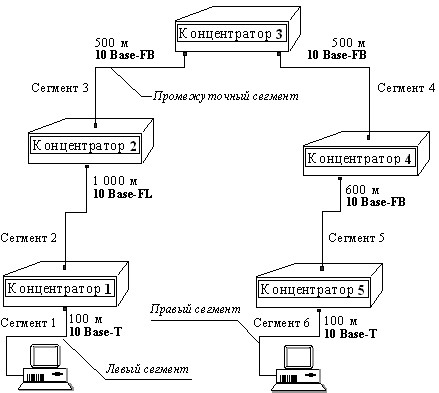 Концентратор 3
500 м
10 Base-FB
500 м
10 Base-FB
Сегмент 3
Промежуточный сегмент
Сегмент 4
Концентратор 2
Концентратор 4
1 000 м
10 Base-FL
600 м
10 Base-FB
Сегмент 2
Сегмент 5
Концентратор 1
Концентратор 5
Сегмент 1
100 м
10 Base-T
Правый сегмент
Сегмент 6
100 м
10 Base-T
Левый сегмент